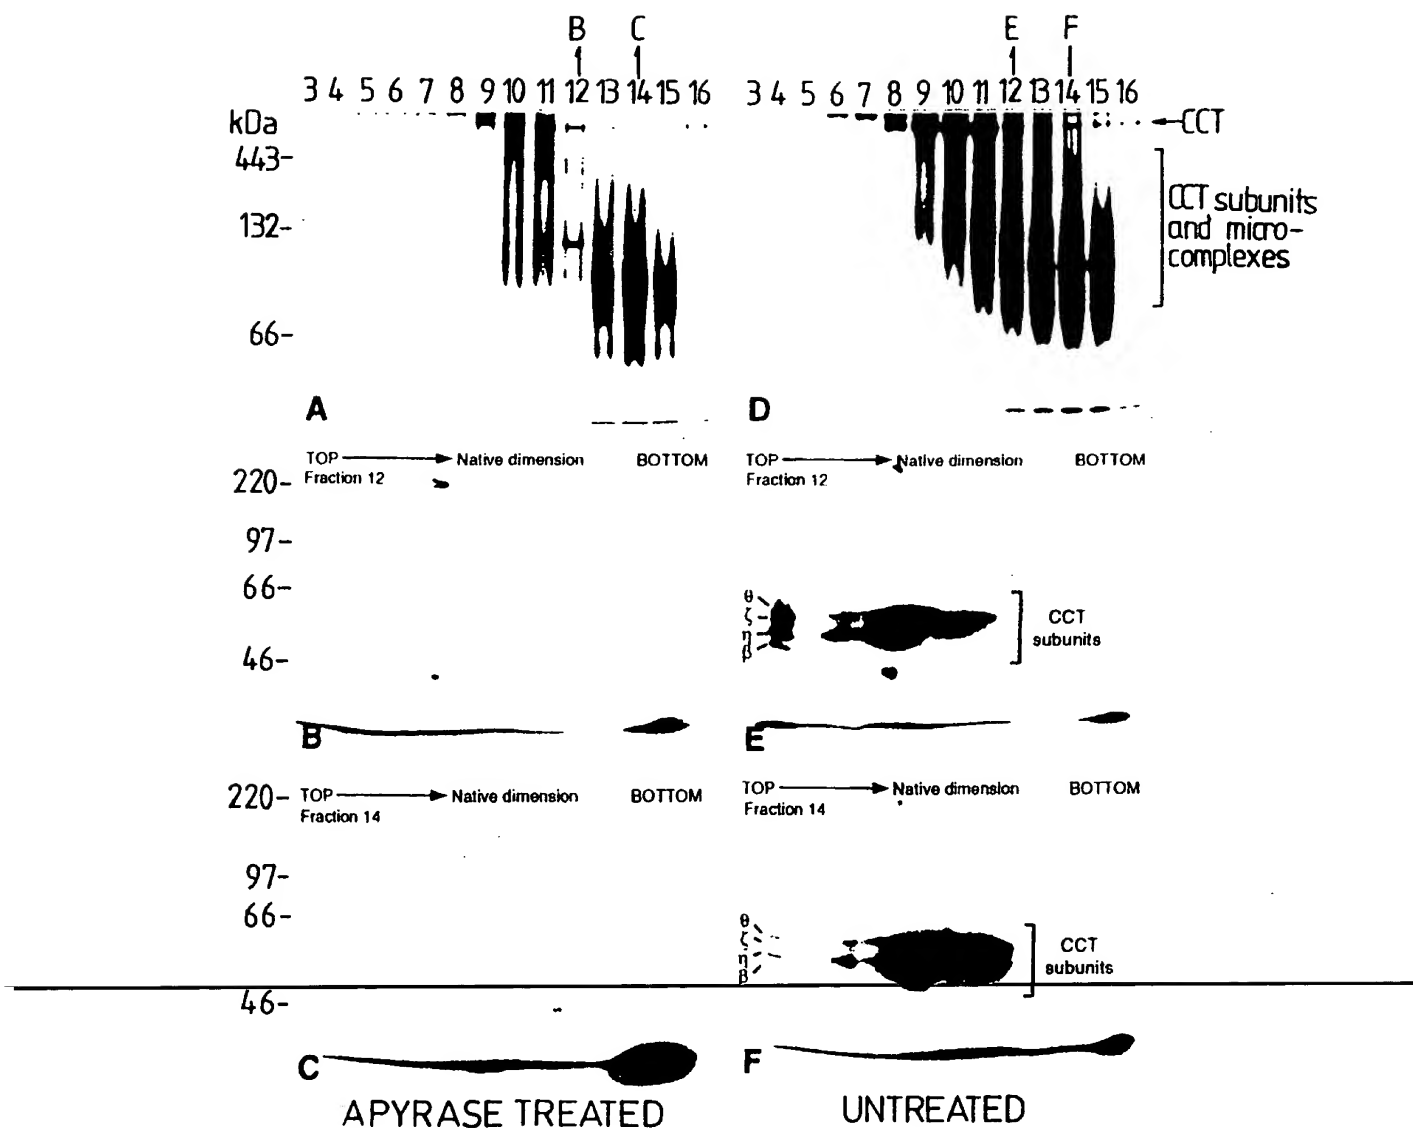 B C
E F
3 4 5 6 7 8 9 10 11 12 13 14 15 16
3 4 5 6 7 8 9 10 11 12 13 14 15 16
kDa
443-
132-
66-
CCT
CCT subunits
and micro-
complexes
A
D
TOP Native dimension BOTTOM
Fraction 12
TOP Native dimension BOTTOM
Fraction 12
220-
97-
66-
46-
θ
ζ
η
β
CCT
subunits
B
E
TOP Native dimension BOTTOM
Fraction 14
TOP Native dimension BOTTOM
Fraction 14
220-
97-
66-
46-
θ
ζ
η
β
CCT
subunits
C
F
APYRASE TREATED
UNTREATED